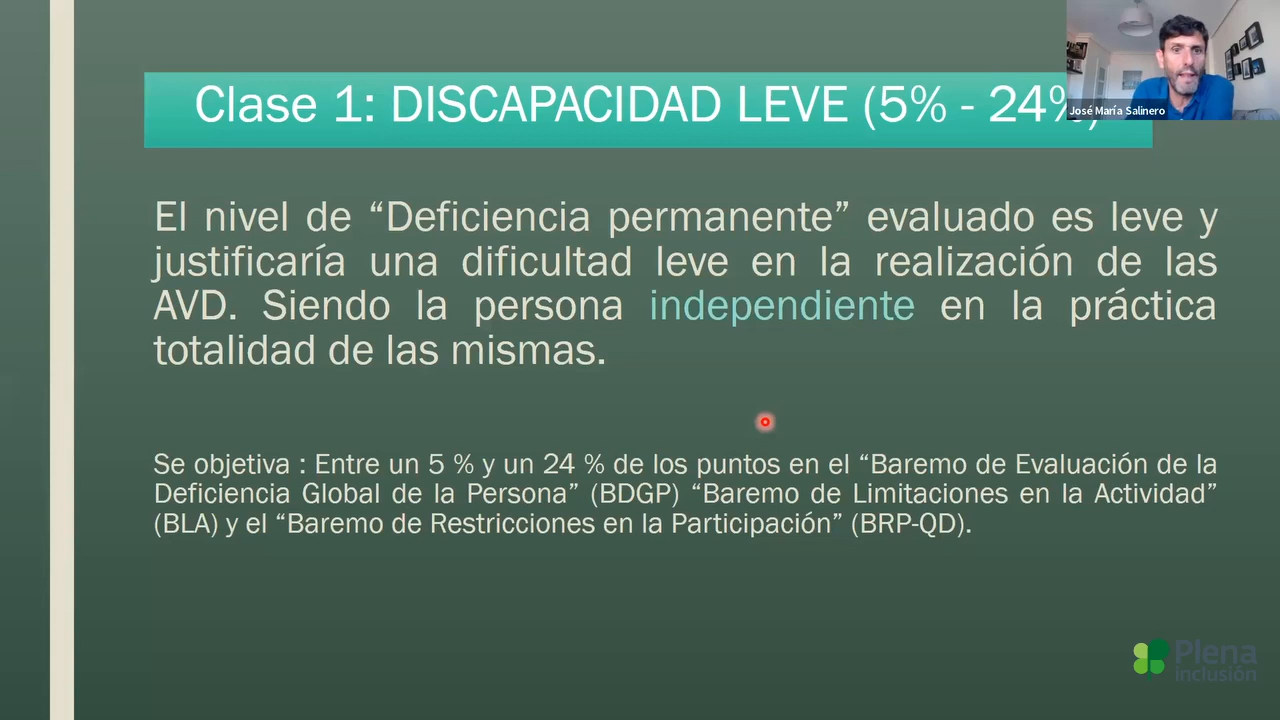 Clase 1: DISCAPACIDAD LEVE (5% - 24%)
José María Salinero
El nivel de “Deficiencia permanente” evaluado es leve y
justificaría una dificultad leve en la realización de las
AVD. Siendo la persona independiente en la práctica
totalidad de las mismas.
Se objetiva : Entre un 5 % y un 24 % de los puntos en el “Baremo de Evaluación de la
Deficiencia Global de la Persona” (BDGP) “Baremo de Limitaciones en la Actividad”
(BLA) y el “Baremo de Restricciones en la Participación” (BRP-QD).
Plena
inclusión